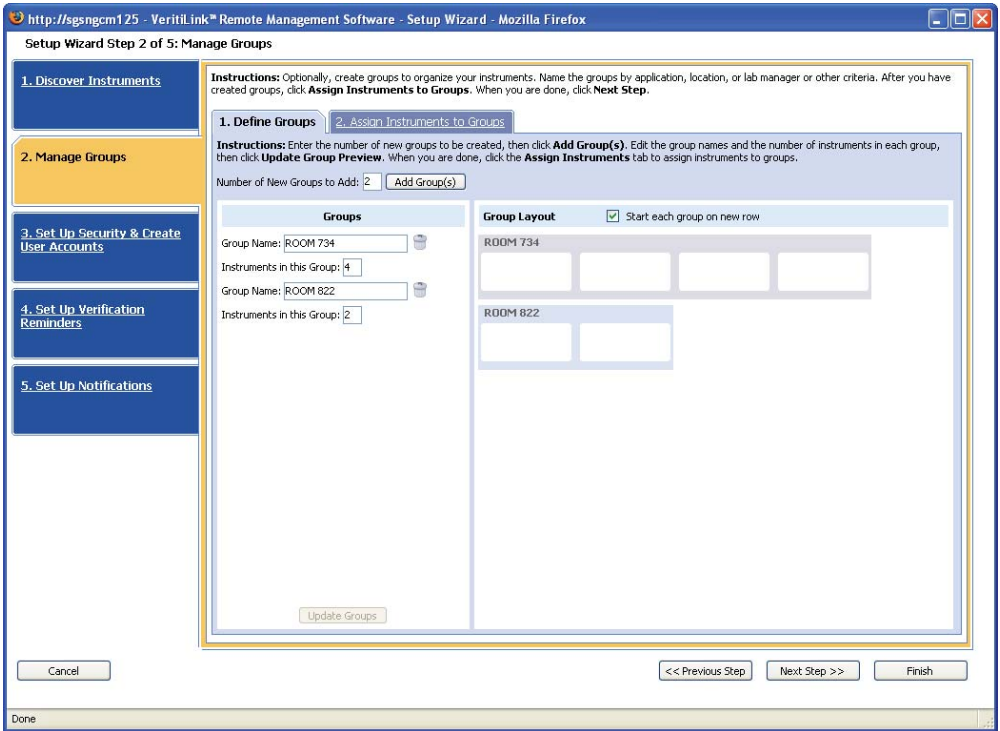 http://sgsngcm125 - VeritiLink™ Remote Management Software - Setup Wizard - Mozilla Firefox
Setup Wizard Step 2 of 5: Manage Groups
1. Discover Instruments
2. Manage Groups
3. Set Up Security & Create
User Accounts
4. Set Up Verification
Reminders
5. Set Up Notifications
Instructions: Optionally, create groups to organize your instruments. Name the groups by application, location, or lab manager or other criteria. After you have
created groups, click Assign Instruments to Groups. When you are done, click Next Step.
1. Define Groups 2. Assign Instruments to Groups
Instructions: Enter the number of new groups to be created, then click Add Group(s). Edit the group names and the number of instruments in each group,
then click Update Group Preview. When you are done, click the Assign Instruments tab to assign instruments to groups.
Number of New Groups to Add: 2 Add Group(s)
Groups
Group Name: ROOM 734
Instruments in this Group: 4
Group Name: ROOM 822
Instruments in this Group: 2
Update Groups
Group Layout Start each group on new row
ROOM 734
ROOM 822
Cancel << Previous Step Next Step >> Finish
Done